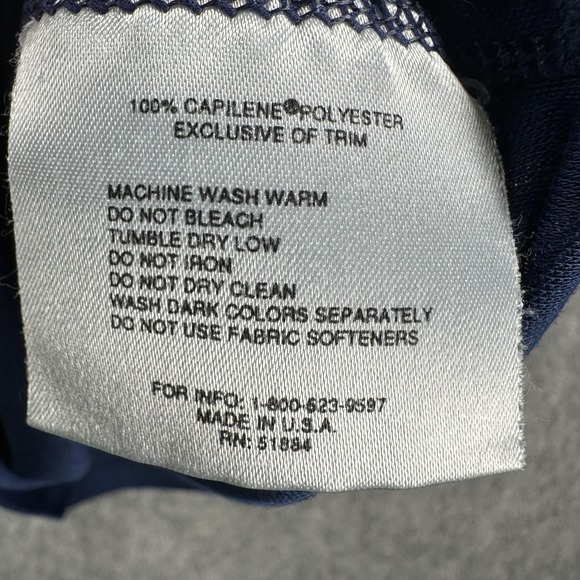 100% CAPILENE® POLYESTER
EXCLUSIVE OF TRIM
MACHINE WASH WARM
DO NOT BLEACH
TUMBLE DRY LOW
DO NOT IRON
DO NOT DRY CLEAN
WASH DARK COLORS SEPARATELY
DO NOT USE FABRIC SOFTENERS
FOR INFO: 1-800-523-9597
MADE IN U.S.A.
RN: 51884